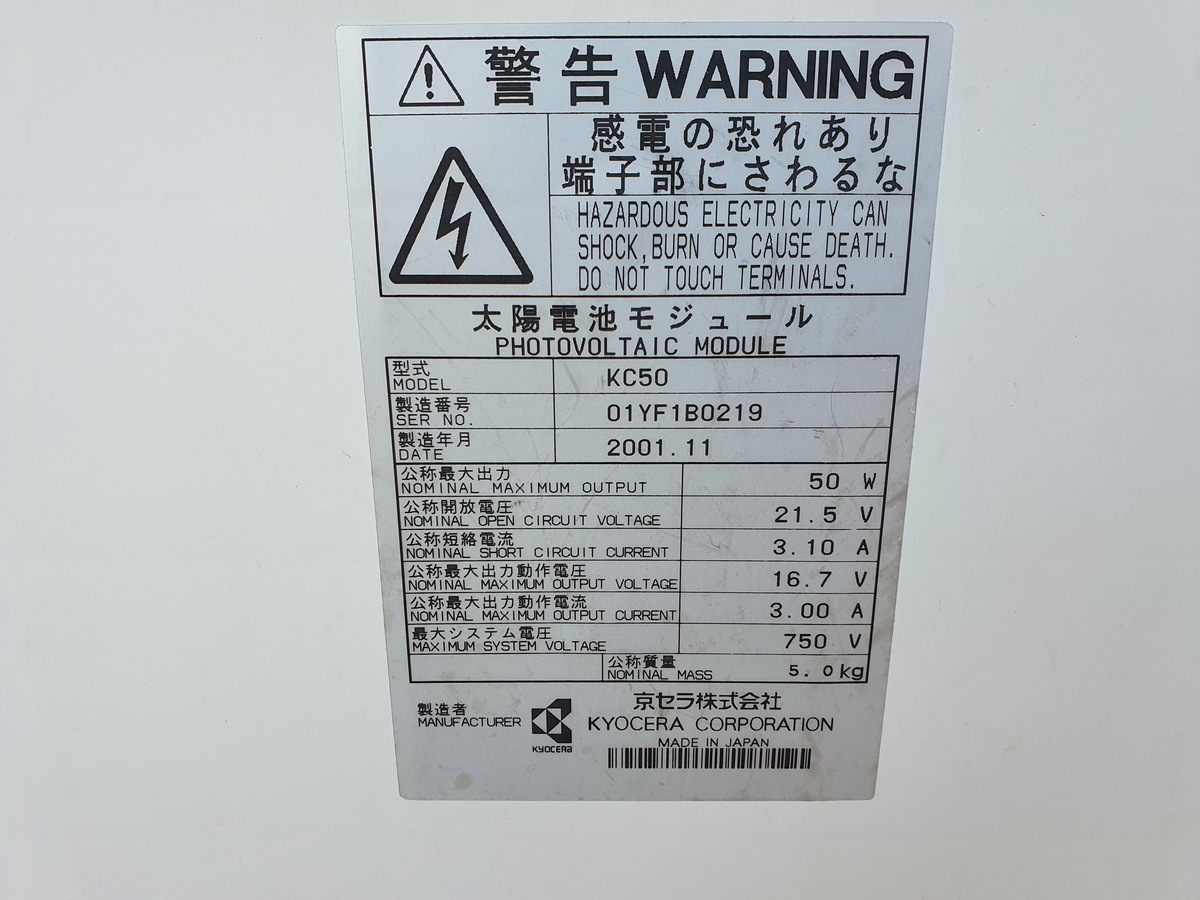 警告 WARNING
感電の恐れあり
端子部にさわるな
HAZARDOUS ELECTRICITY CAN
SHOCK,BURN OR CAUSE DEATH.
DO NOT TOUCH TERMINALS.
太陽電池モジュール
PHOTOVOLTAIC MODULE
型式
MODEL KC50
製造番号
SER NO. 01YF1B0219
製造年月
DATE 2001.11
公称最大出力
NOMINAL MAXIMUM OUTPUT 50 W
公称開放電圧
NOMINAL OPEN CIRCUIT VOLTAGE 21.5 V
公称短絡電流
NOMINAL SHORT CIRCUIT CURRENT 3.10 A
公称最大出力動作電圧
NOMINAL MAXIMUM OUTPUT VOLTAGE 16.7 V
公称最大出力動作電流
NOMINAL MAXIMUM OUTPUT CURRENT 3.00 A
最大システム電圧
MAXIMUM SYSTEM VOLTAGE 750 V
公称質量
NOMINAL MASS 5.0kg
製造者
MANUFACTURER
KYOCERA
京セラ株式会社
KYOCERA CORPORATION
MADE IN JAPAN